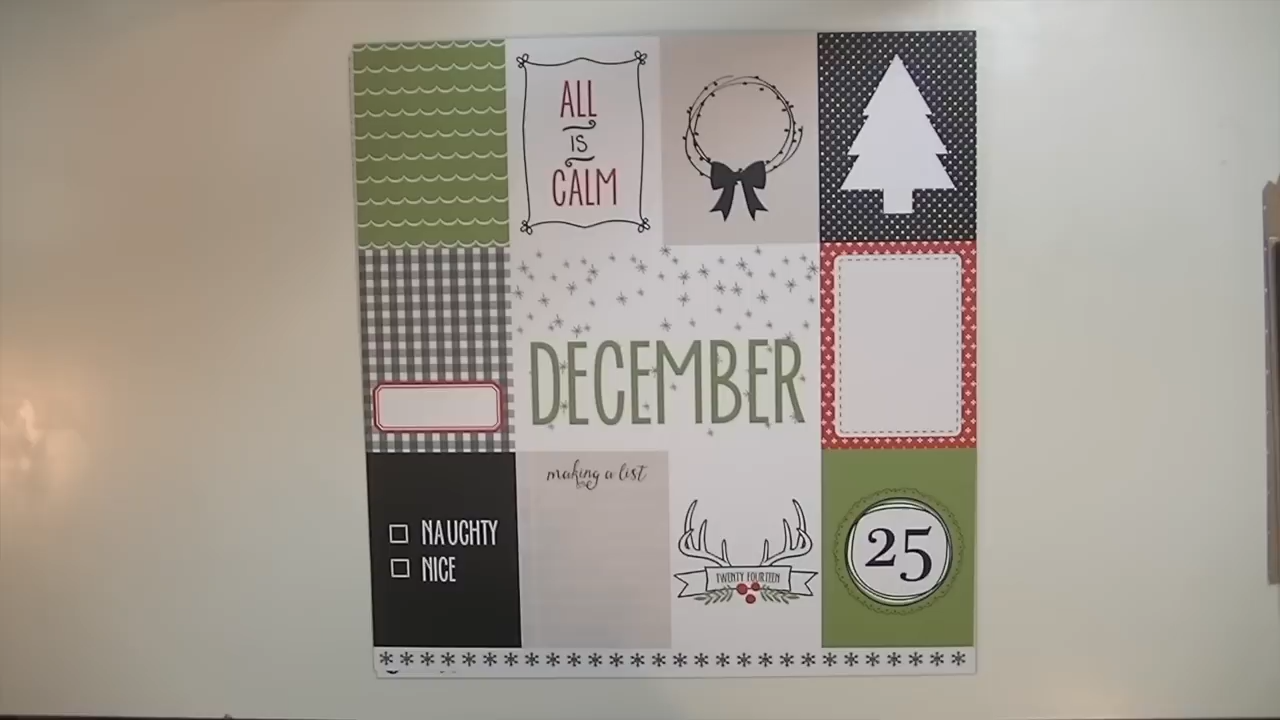 ALL
IS
CALM
DECEMBER
making a list
NAUGHTY
NICE
TWENTY FOURTEEN
25